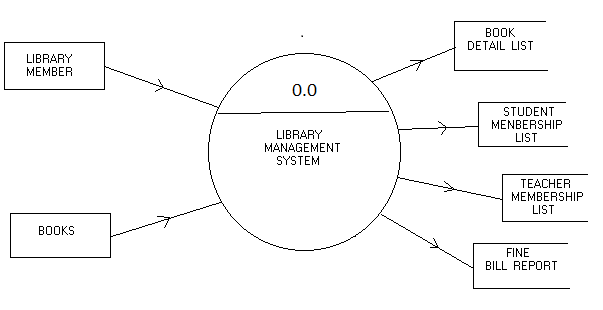 LIBRARY
MEMBER
BOOKS
0.0
LIBRARY
MANAGEMENT
SYSTEM
BOOK
DETAIL LIST
STUDENT
MENBERSHIP
LIST
TEACHER
MEMBERSHIP
LIST
FINE
BILL REPORT